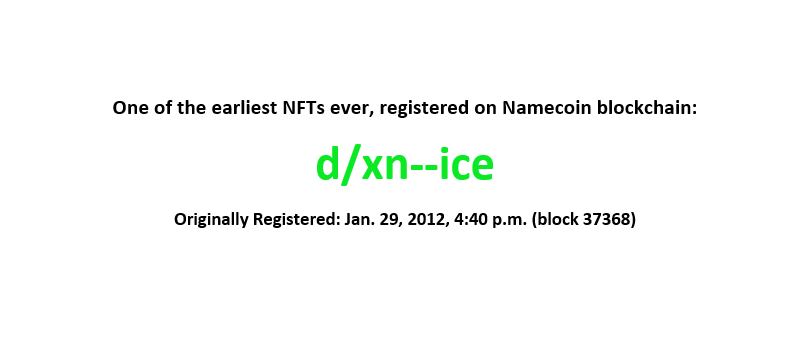 One of the earliest NFTs ever, registered on Namecoin blockchain:
d/xn--ice
Originally Registered: Jan. 29, 2012, 4:40 p.m. (block 37368)